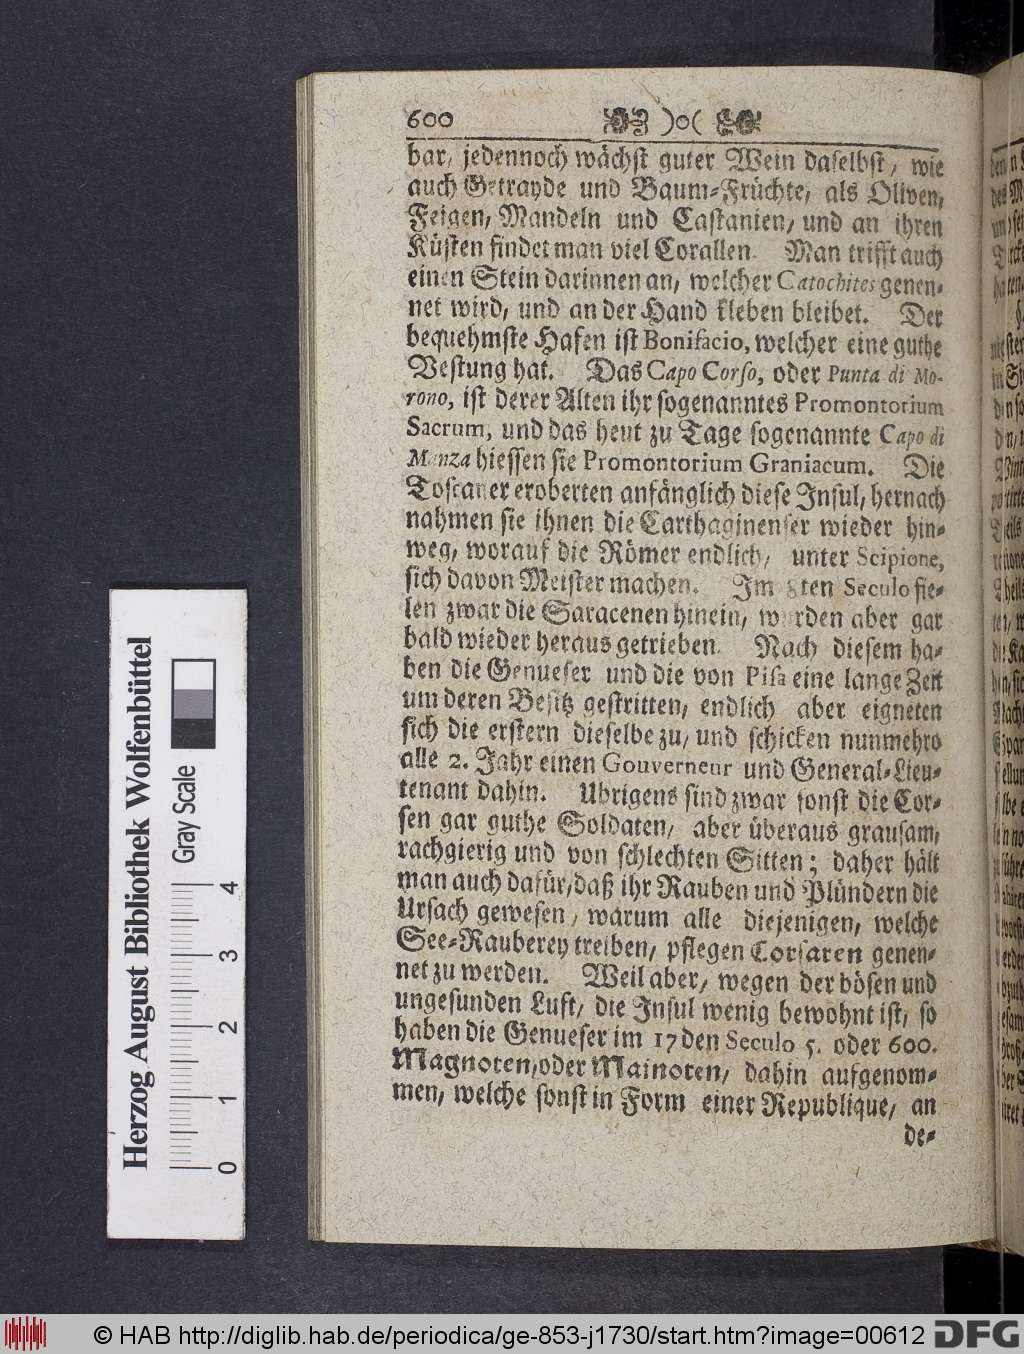 600 )o(
bar, jedennoch wächst guter Wein daselbst, wie
auch Getrayde und Baum-Früchte, als Oliven,
Feigen, Mandeln und Castanien, und an ihren
Küsten findet man viel Corallen. Man trifft auch
einen Stein darinnen an, welcher Catochites genen-
net wird, und an der Hand kleben bleibet. Der
bequehmste Hafen ist Bonifacio, welcher eine guthe
Vestung hat. Das Capo Corso, oder Punta di Mo-
rono, ist derer Alten ihr sogenanntes Promontorium
Sacrum, und das heut zu Tage sogenannte Capo di
Manza hiessen sie Promontorium Graniacum. Die
Toscaner eroberten anfänglich diese Insul, hernach
nahmen sie ihnen die Carthaginenser wieder hin-
weg, worauf die Römer endlich, unter Scipione,
sich davon Meister machen. Im 8ten Seculo fie-
len zwar die Saracenen hinein, wurden aber gar
bald wieder heraus getrieben. Nach diesem ha-
ben die Genueser und die von Pisa eine lange Zeit
um deren Besitz gestritten, endlich aber eigneten
sich die erstern dieselbe zu, und schicken nunmehro
alle 2. Jahr einen Gouverneur und General-Lieu-
tenant dahin. Ubrigens sind zwar sonst die Cor-
sen gar guthe Soldaten, aber überaus grausam,
rachgierig und von schlechten Sitten; daher hält
man auch dafür, daß ihr Rauben und Plündern die
Ursach gewesen, warum alle diejenigen, welche
See-Rauberey treiben, pflegen Corsaren genen-
net zu werden. Weil aber, wegen der bösen und
ungesunden Luft, die Insul wenig bewohnt ist, so
haben die Genueser im 17den Seculo 5. oder 600.
Magnoten, oder Mainoten, dahin aufgenom-
men, welche sonst in Form einer Republique, an
de-
Herzog August Bibliothek Wolfenbüttel
Gray Scale
0 1 2 3 4
© HAB http://diglib.hab.de/periodica/ge-853-j1730/start.htm?image=00612 DFG